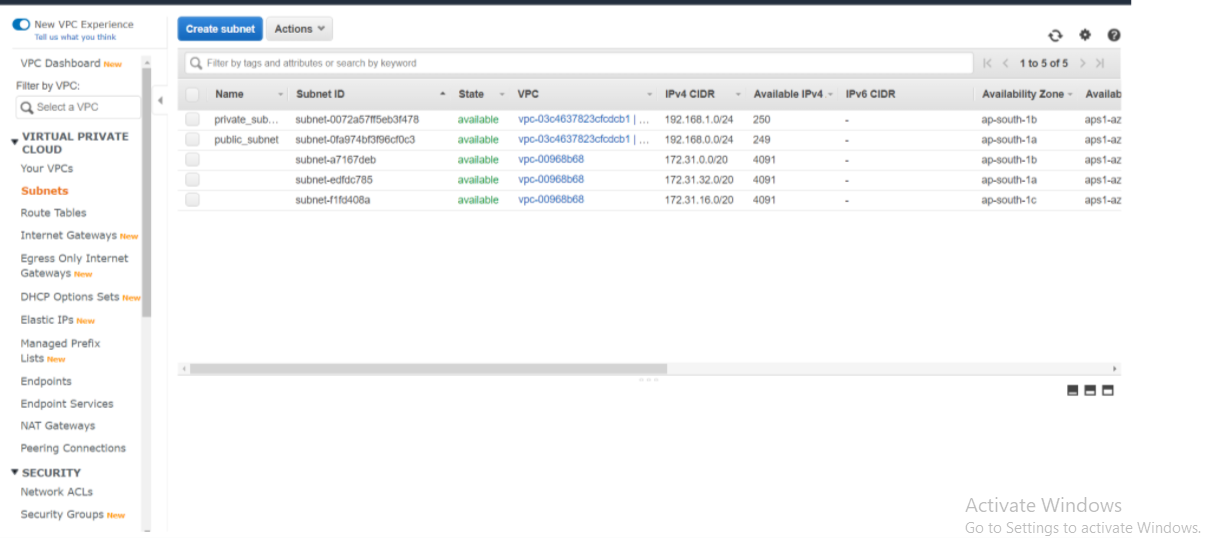 New VPC Experience
Tell us what you think
Create subnet Actions
VPC Dashboard New
Filter by VPC:
Select a VPC
VIRTUAL PRIVATE
CLOUD
Your VPCs
Subnets
Route Tables
Internet Gateways New
Egress Only Internet
Gateways New
DHCP Options Sets New
Elastic IPs New
Managed Prefix
Lists New
Endpoints
Endpoint Services
NAT Gateways
Peering Connections
SECURITY
Network ACLs
Security Groups New
Filter by tags and attributes or search by keyword
1 to 5 of 5
Name Subnet ID State VPC IPv4 CIDR Available IPv4 IPv6 CIDR Availability Zone Availab
private_sub... subnet-0072a57ff5eb3f478 available vpc-03c4637823cfcdcb1 | ... 192.168.1.0/24 250 - ap-south-1b aps1-az
public_subnet subnet-0fa974bf3f96cf0c3 available vpc-03c4637823cfcdcb1 | ... 192.168.0.0/24 249 - ap-south-1a aps1-az
subnet-a7167deb available vpc-00968b68 172.31.0.0/20 4091 - ap-south-1b aps1-az
subnet-edfdc785 available vpc-00968b68 172.31.32.0/20 4091 - ap-south-1a aps1-az
subnet-f1fd408a available vpc-00968b68 172.31.16.0/20 4091 - ap-south-1c aps1-az
Activate Windows
Go to Settings to activate Windows.